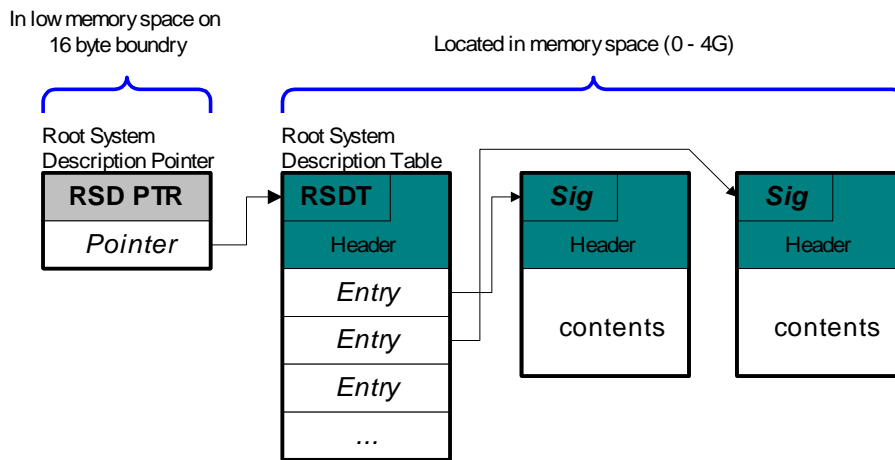 In low memory space on
16 byte boundry
Located in memory space (0 - 4G)
Root System
Description Pointer
RSD PTR
Pointer
Root System
Description Table
RSDT
Header
Entry
Entry
Entry
...
Sig
Header
contents
Sig
Header
contents